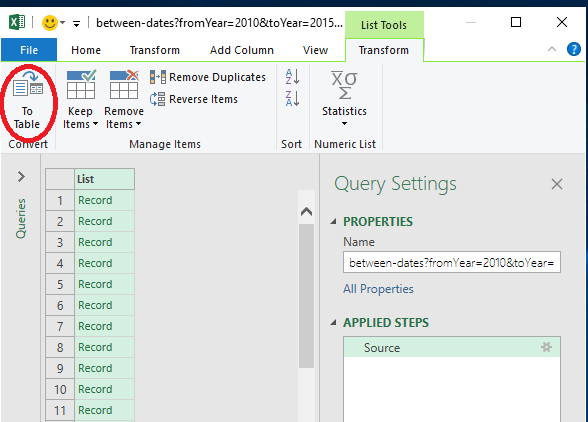 between-dates?fromYear=2010&toYear=2015...
List Tools
File
Home
Transform
Add Column
View
Transform
To
Table
Keep
Items
Remove
Items
Remove Duplicates
Reverse Items
Statistics
Convert
Manage Items
Sort
Numeric List
Queries
List
1 Record
2 Record
3 Record
4 Record
5 Record
6 Record
7 Record
8 Record
9 Record
10 Record
11 Record
Query Settings
PROPERTIES
Name
between-dates?fromYear=2010&toYear=
All Properties
APPLIED STEPS
Source